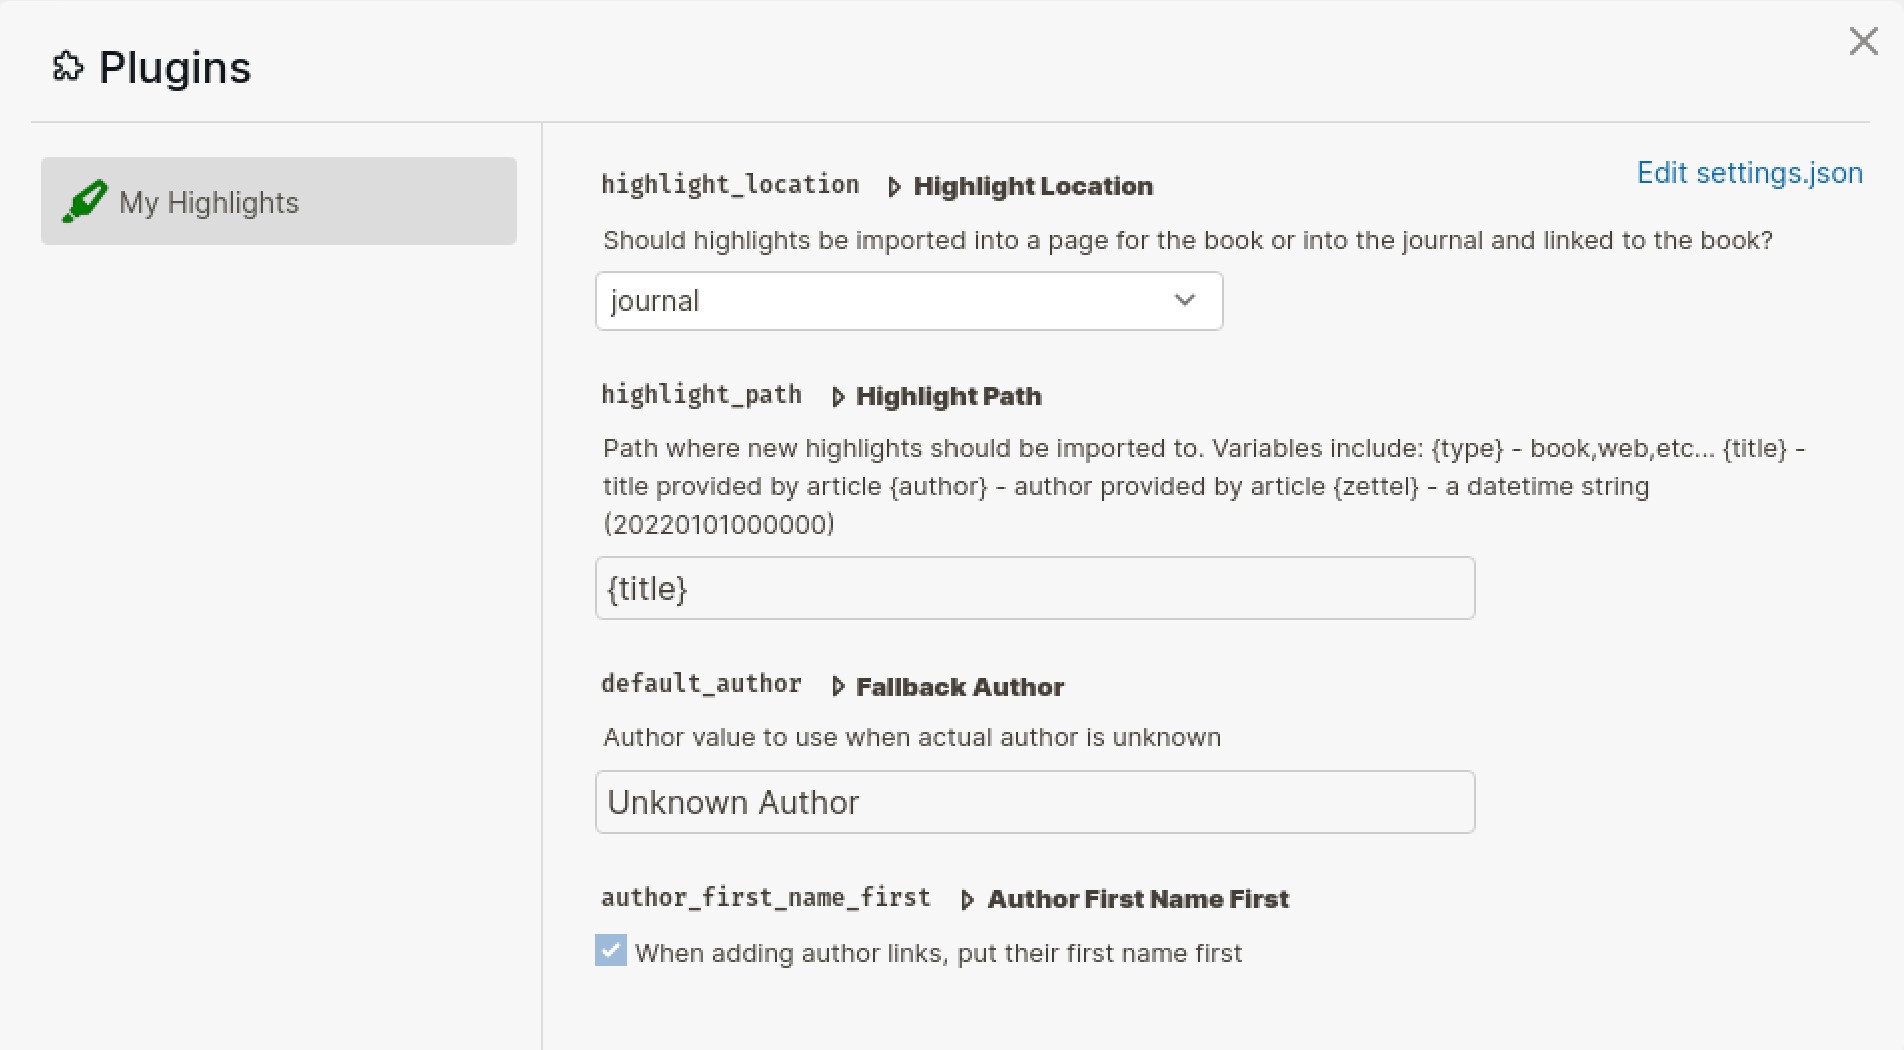 Plugins
My Highlights
Edit settings.json
highlight_location Highlight Location
Should highlights be imported into a page for the book or into the journal and linked to the book?
journal
highlight_path Highlight Path
Path where new highlights should be imported to. Variables include: {type} - book,web,etc... {title} -
title provided by article {author} - author provided by article {zettel} - a datetime string
(20220101000000)
{title}
default_author Fallback Author
Author value to use when actual author is unknown
Unknown Author
author_first_name_first Author First Name First
When adding author links, put their first name first